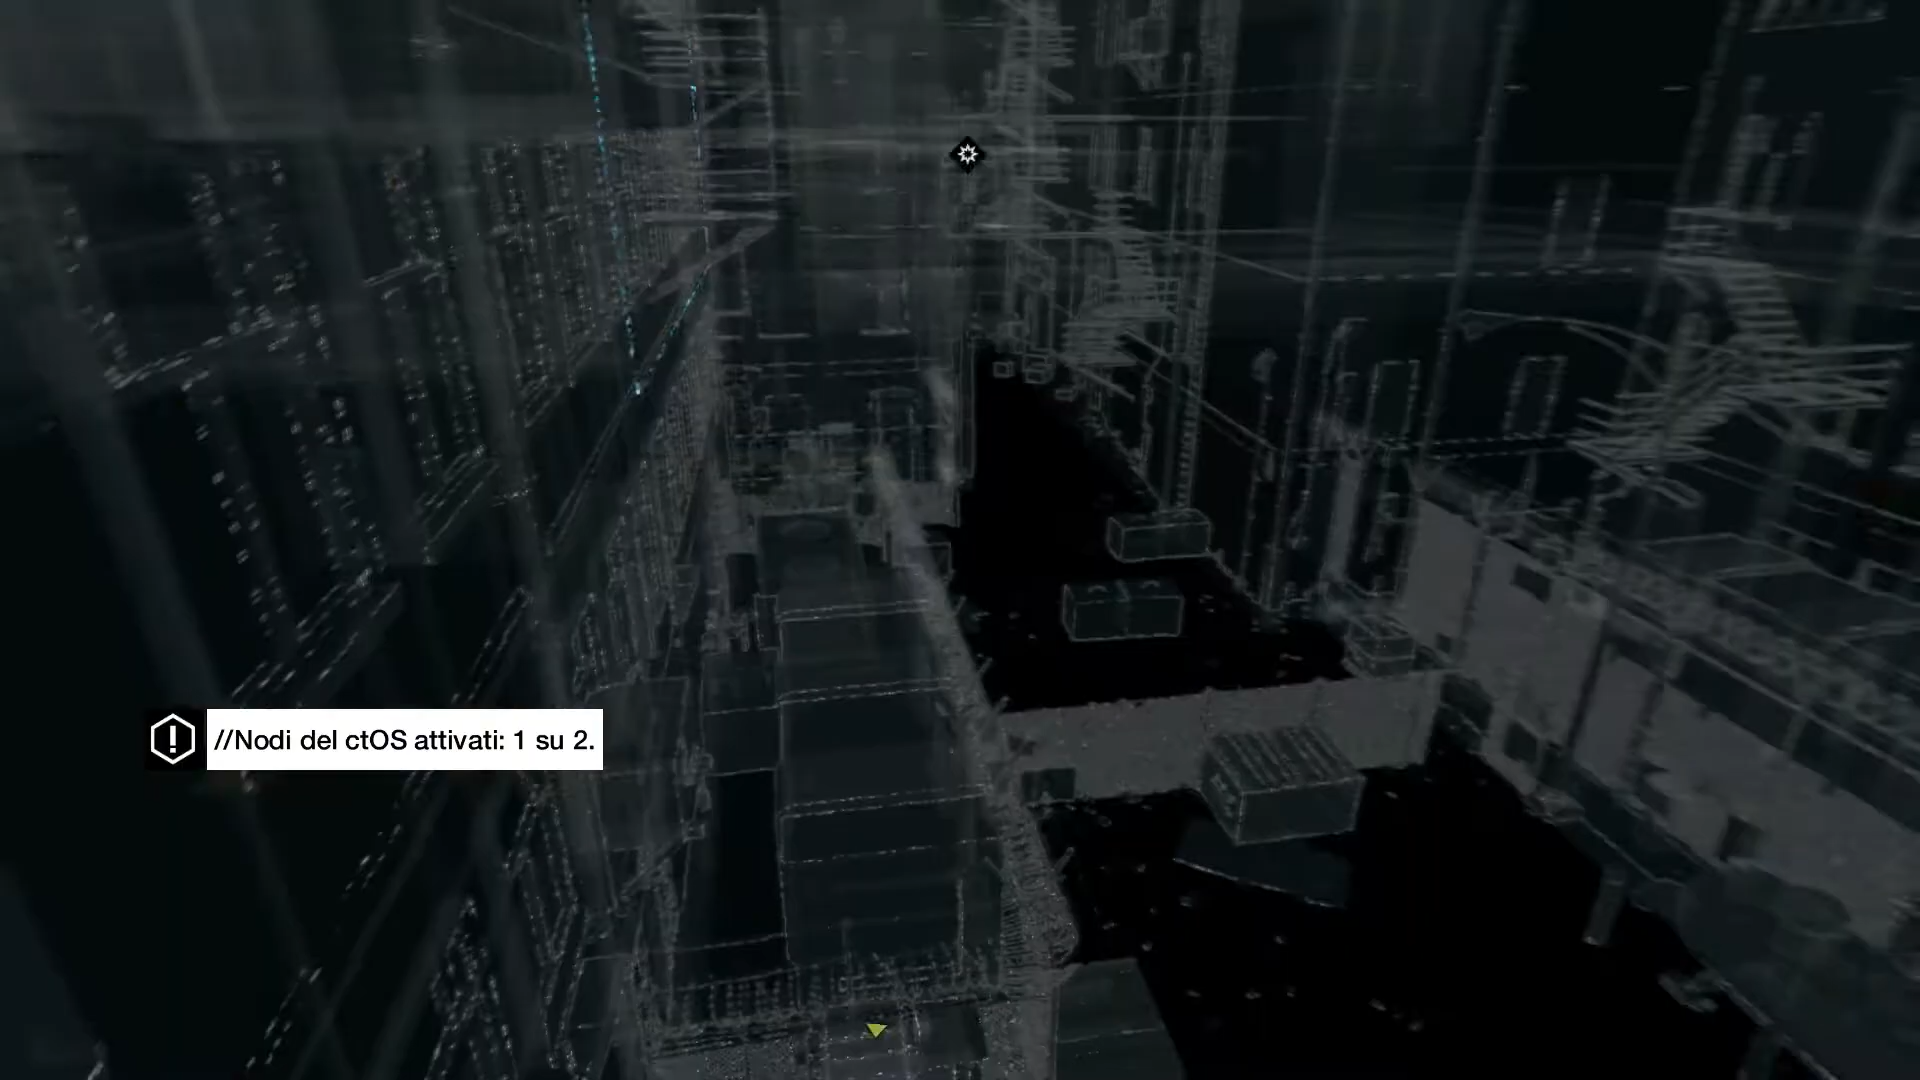 //Nodi del ctOS attivati: 1 su 2.